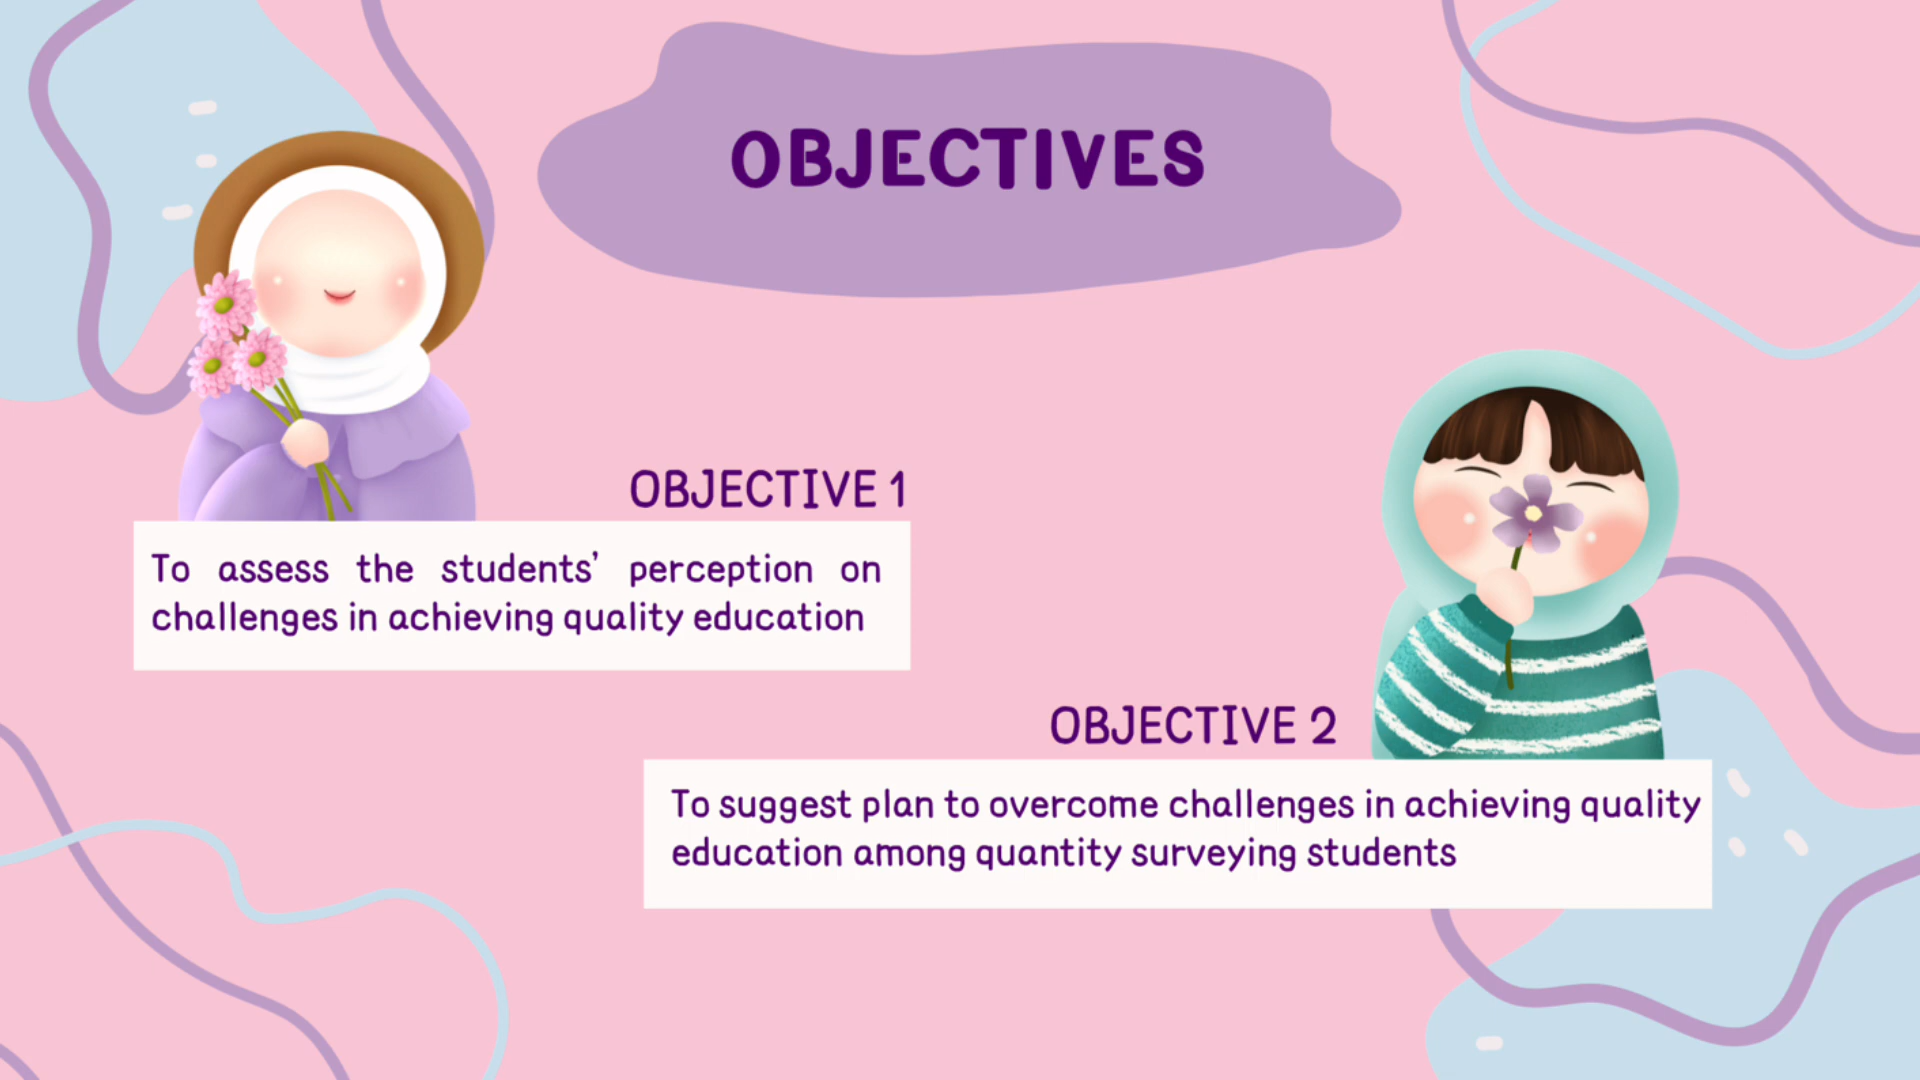 OBJECTIVES
OBJECTIVE 1
To assess the students' perception on
challenges in achieving quality education
OBJECTIVE 2
To suggest plan to overcome challenges in achieving quality
education among quantity surveying students